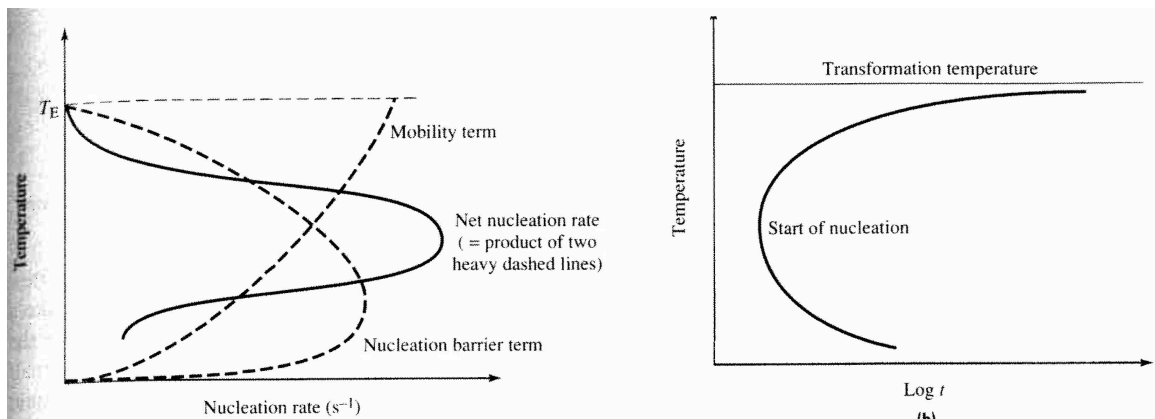 T_E
Temperature
Mobility term
Net nucleation rate
( = product of two
heavy dashed lines)
Nucleation barrier term
Nucleation rate (s⁻¹)
Transformation temperature
Temperature
Start of nucleation
Log t
(b)